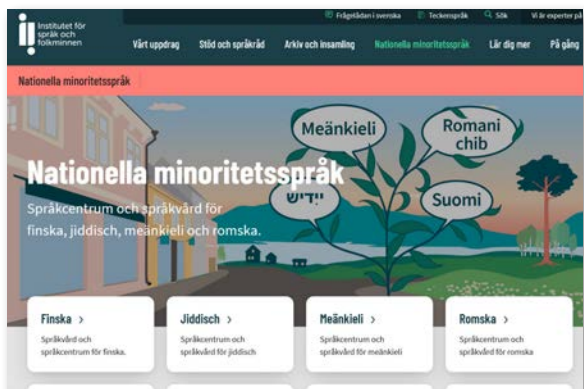 Institutet för
språk och
folkminnen
Frågelådan i svenska Teckenspråk Sök Vi är experter på
Vårt uppdrag Stöd och språkråd Arkiv och insamling Nationella minoritetsspråk Lär dig mer På gång
Nationella minoritetsspråk
Meänkieli
Romani
chib
Nationella minoritetsspråk
ייִדיש
Suomi
Språkcentrum och språkvård för
finska, jiddisch, meänkieli och romska.
Finska >
Språkvård och
språkcentrum för finska.
Jiddisch >
Språkcentrum och
språkvård för jiddisch
Meänkieli >
Språkcentrum och
språkvård för meänkieli
Romska >
Språkcentrum och
språkvård för romska